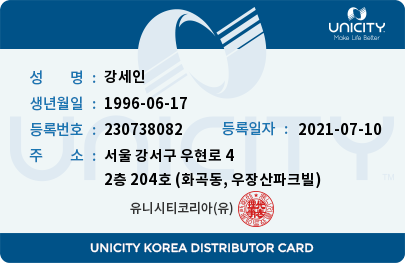 UNICITY
Make Life Better
성 명 : 강세인
생년월일 : 1996-06-17
등록번호 : 230738082 등록일자 : 2021-07-10
주 소 : 서울 강서구 우현로 4
2층 204호 (화곡동, 우장산파크빌)
유니시티코리아(유)
UNICITY
TM
UNICITY KOREA DISTRIBUTOR CARD